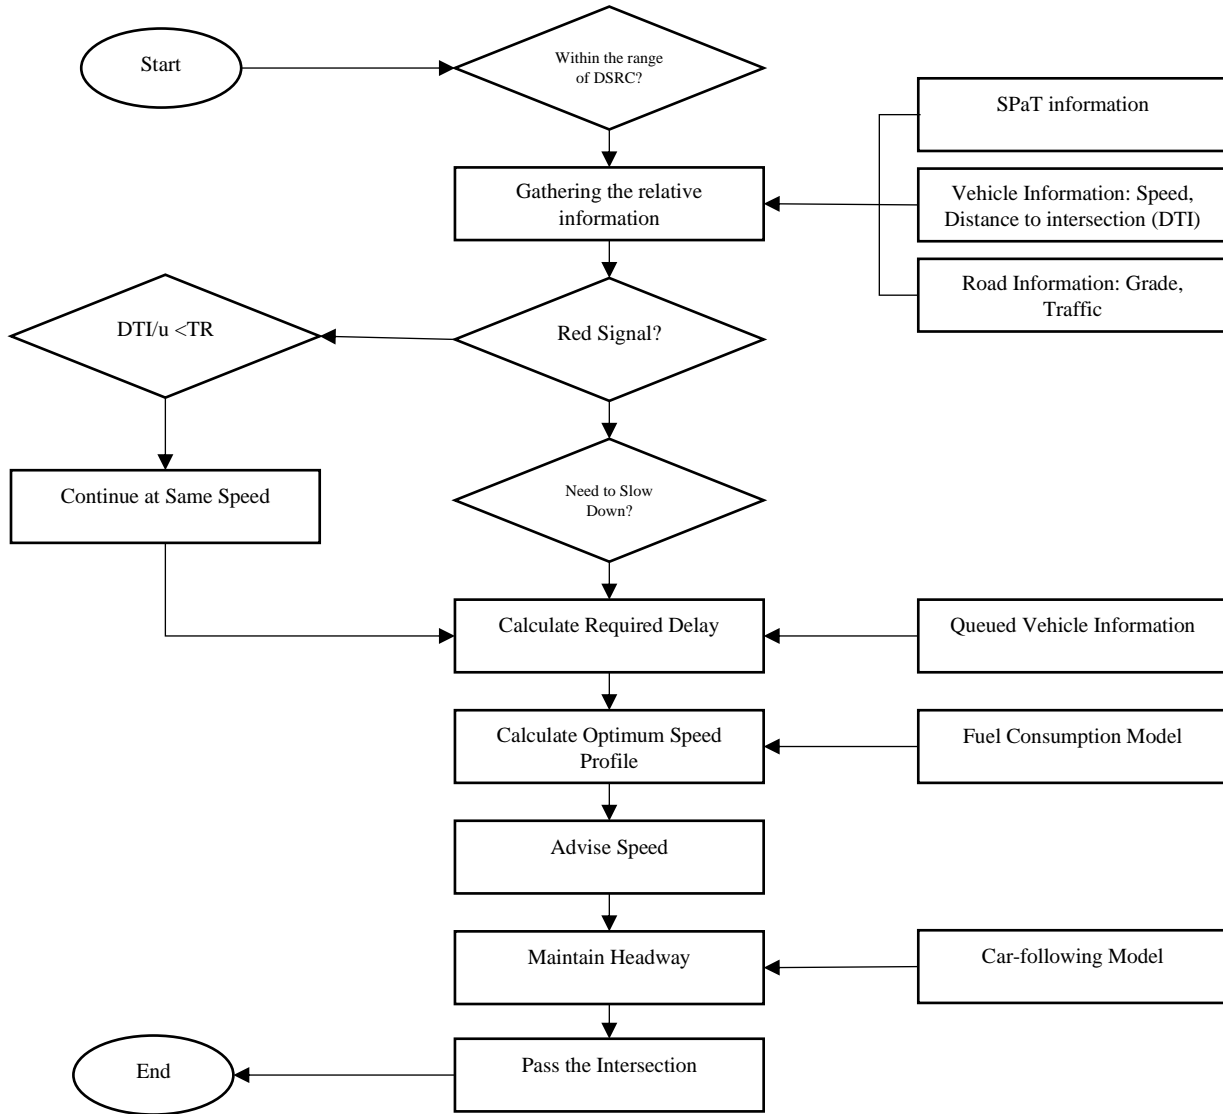 Start
Within the range
of DSRC?
SPaT information
Gathering the relative
information
Vehicle Information: Speed,
Distance to intersection (DTI)
Road Information: Grade,
Traffic
DTI/u <TR
Red Signal?
Continue at Same Speed
Need to Slow
Down?
Calculate Required Delay
Queued Vehicle Information
Calculate Optimum Speed
Profile
Fuel Consumption Model
Advise Speed
Maintain Headway
Car-following Model
Pass the Intersection
End